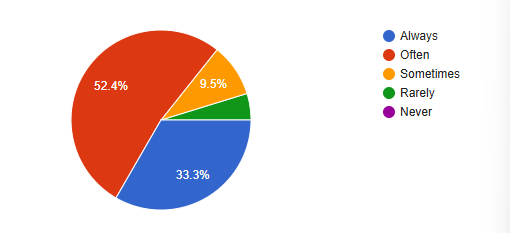 52.4%
9.5%
33.3%
Always
Often
Sometimes
Rarely
Never